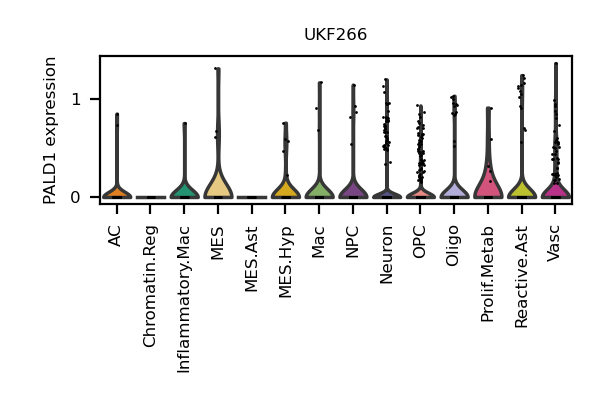 UKF266
PALD1 expression
1
0
AC
Chromatin.Reg
Inflammatory.Mac
MES
MES.Ast
MES.Hyp
Mac
NPC
Neuron
OPC
Oligo
Prolif.Metab
Reactive.Ast
Vasc